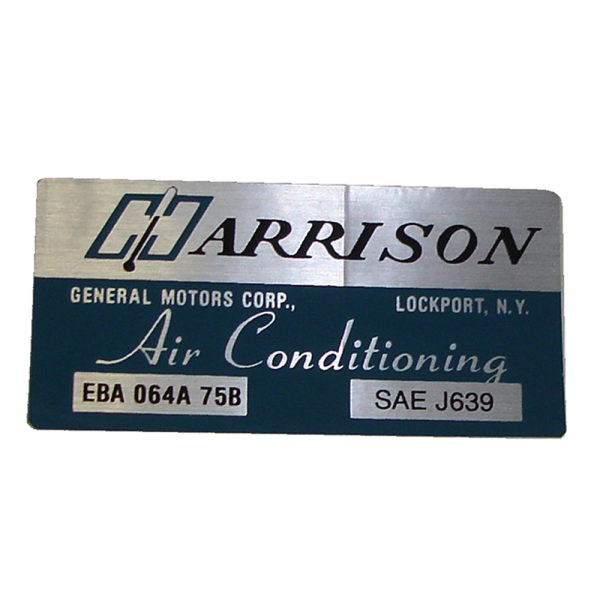 HARRISON
GENERAL MOTORS CORP., LOCKPORT, N.Y.
Air Conditioning
EBA 064A 75B SAE J639